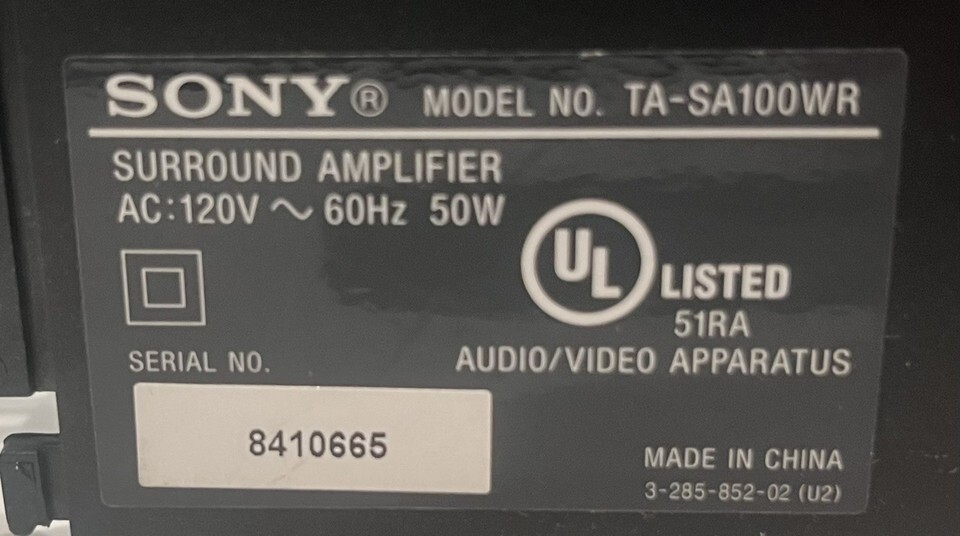 SONY® MODEL NO. TA-SA100WR
SURROUND AMPLIFIER
AC:120V ~ 60Hz 50W
UL LISTED
51RA
SERIAL NO. AUDIO/VIDEO APPARATUS
8410665
MADE IN CHINA
3-285-852-02 (U2)